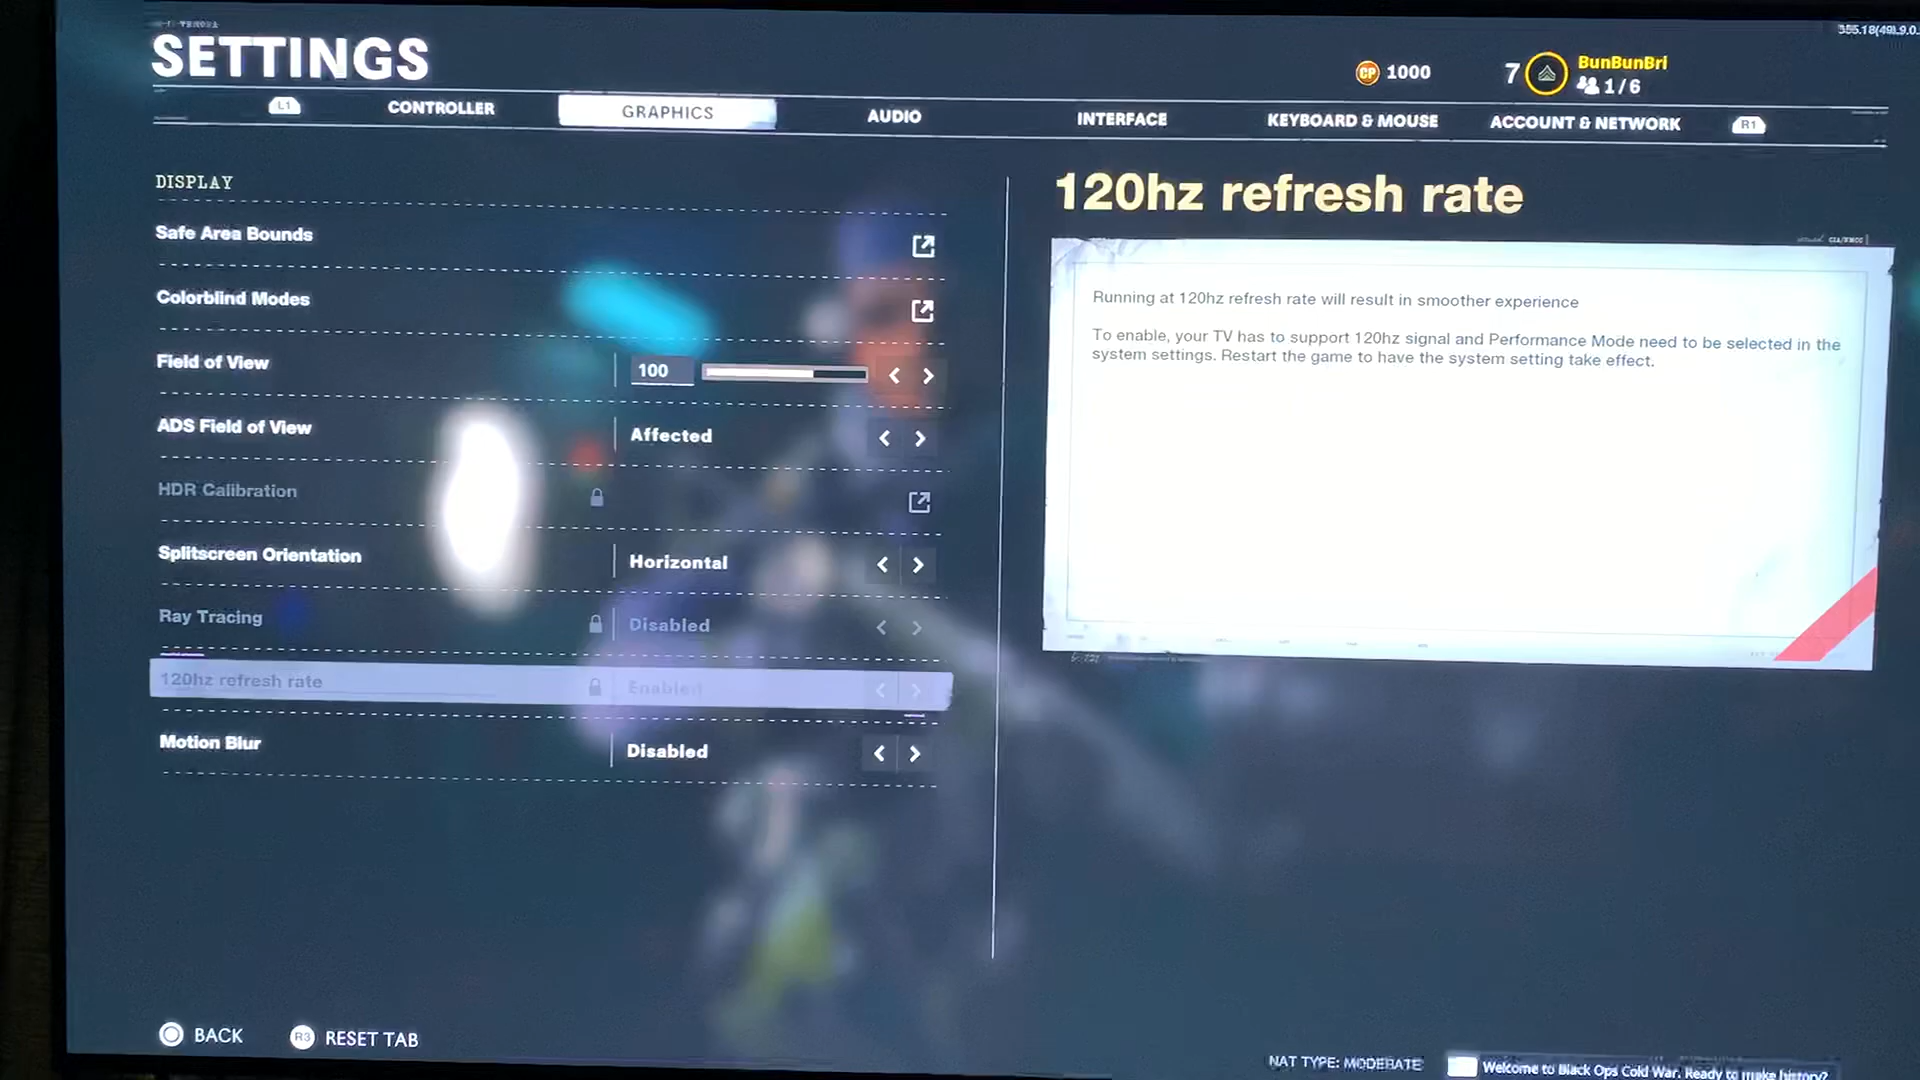 SETTINGS
CP 1000
7
BunBunBri
1/6
L1
CONTROLLER
GRAPHICS
AUDIO
INTERFACE
KEYBOARD & MOUSE
ACCOUNT & NETWORK
R1
DISPLAY
Safe Area Bounds
Colorblind Modes
Field of View 100
ADS Field of View Affected
HDR Calibration
Splitscreen Orientation Horizontal
Ray Tracing Disabled
120hz refresh rate Enabled
Motion Blur Disabled
120hz refresh rate
Running at 120hz refresh rate will result in smoother experience
To enable, your TV has to support 120hz signal and Performance Mode need to be selected in the
system settings. Restart the game to have the system setting take effect.
BACK
R3 RESET TAB
NAT TYPE: MODERATE
Welcome to Black Ops Cold War. Ready to make history?